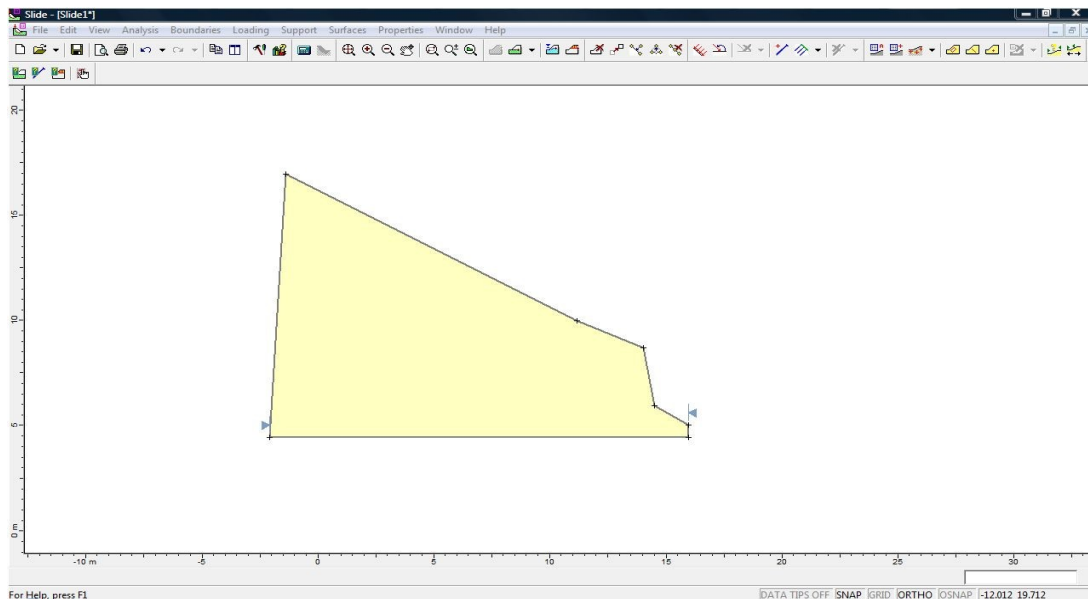 Slide - [Slide1*]
File Edit View Analysis Boundaries Loading Support Surfaces Properties Window Help
20
15
10
5
0 m
-10 m -5 0 5 10 15 20 25 30
For Help, press F1 DATA TIPS OFF SNAP GRID ORTHO OSNAP -12.012 19.712